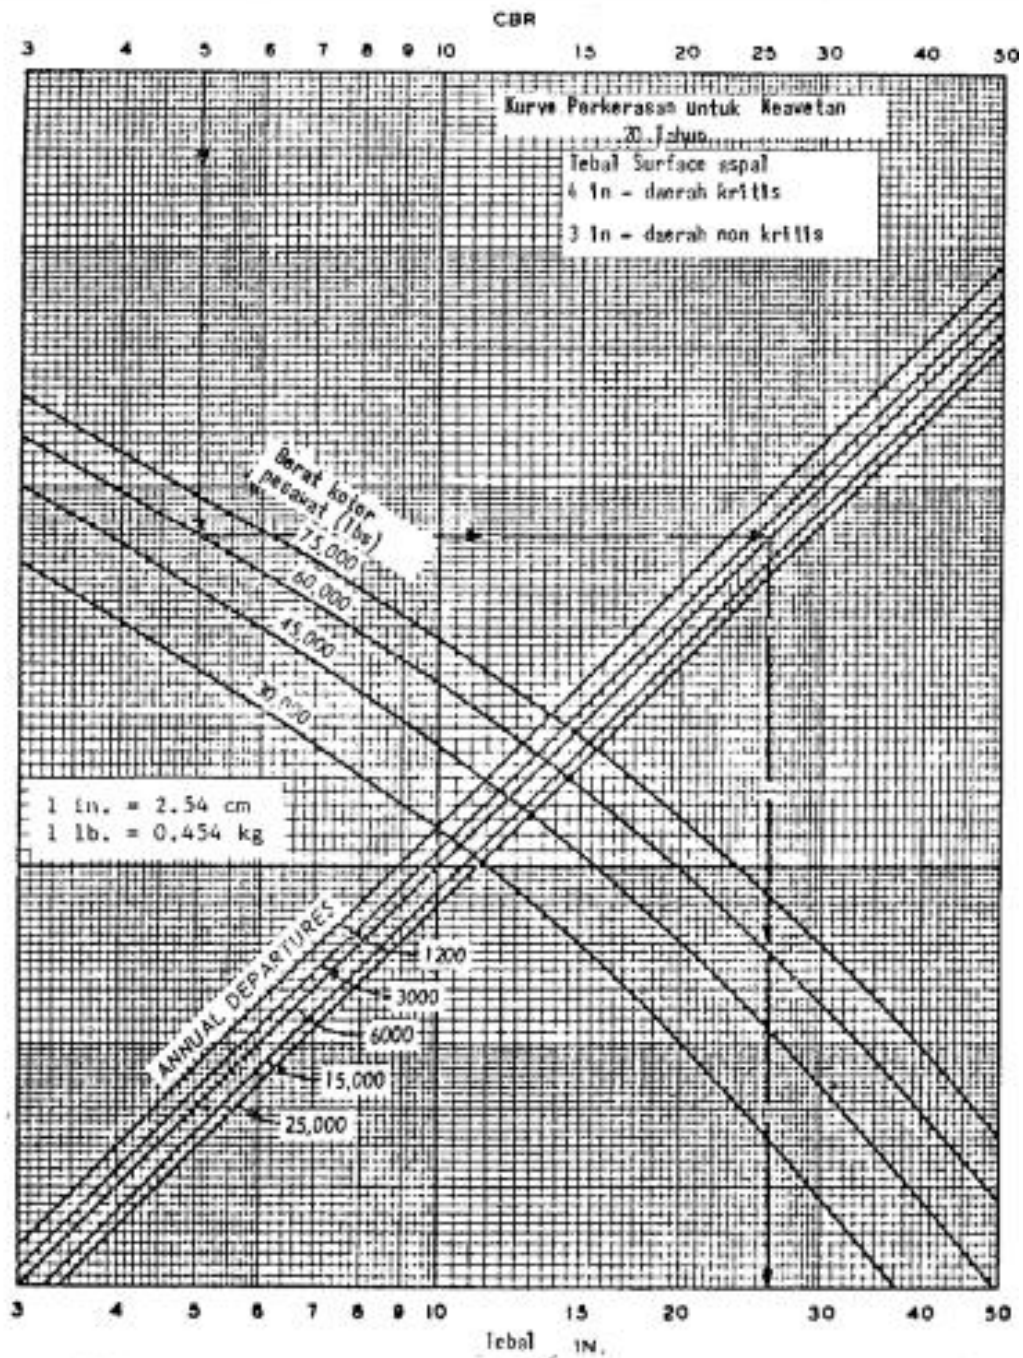 CBR
3 4 5 6 7 8 9 10 15 20 25 30 40 50
Kurve Perkerasan untuk Keawetan
20 Tahun
Tebal Surface aspal
4 in - daerah kritis
3 in - daerah non kritis
Berat kotor
pesawat (lbs)
75,000
60,000
45,000
30,000
1 in. = 2.54 cm
1 lb. = 0.454 kg
ANNUAL DEPARTURES
1200
3000
6000
15,000
25,000
3 4 5 6 7 8 9 10 15 20 30 50
Tebal IN.